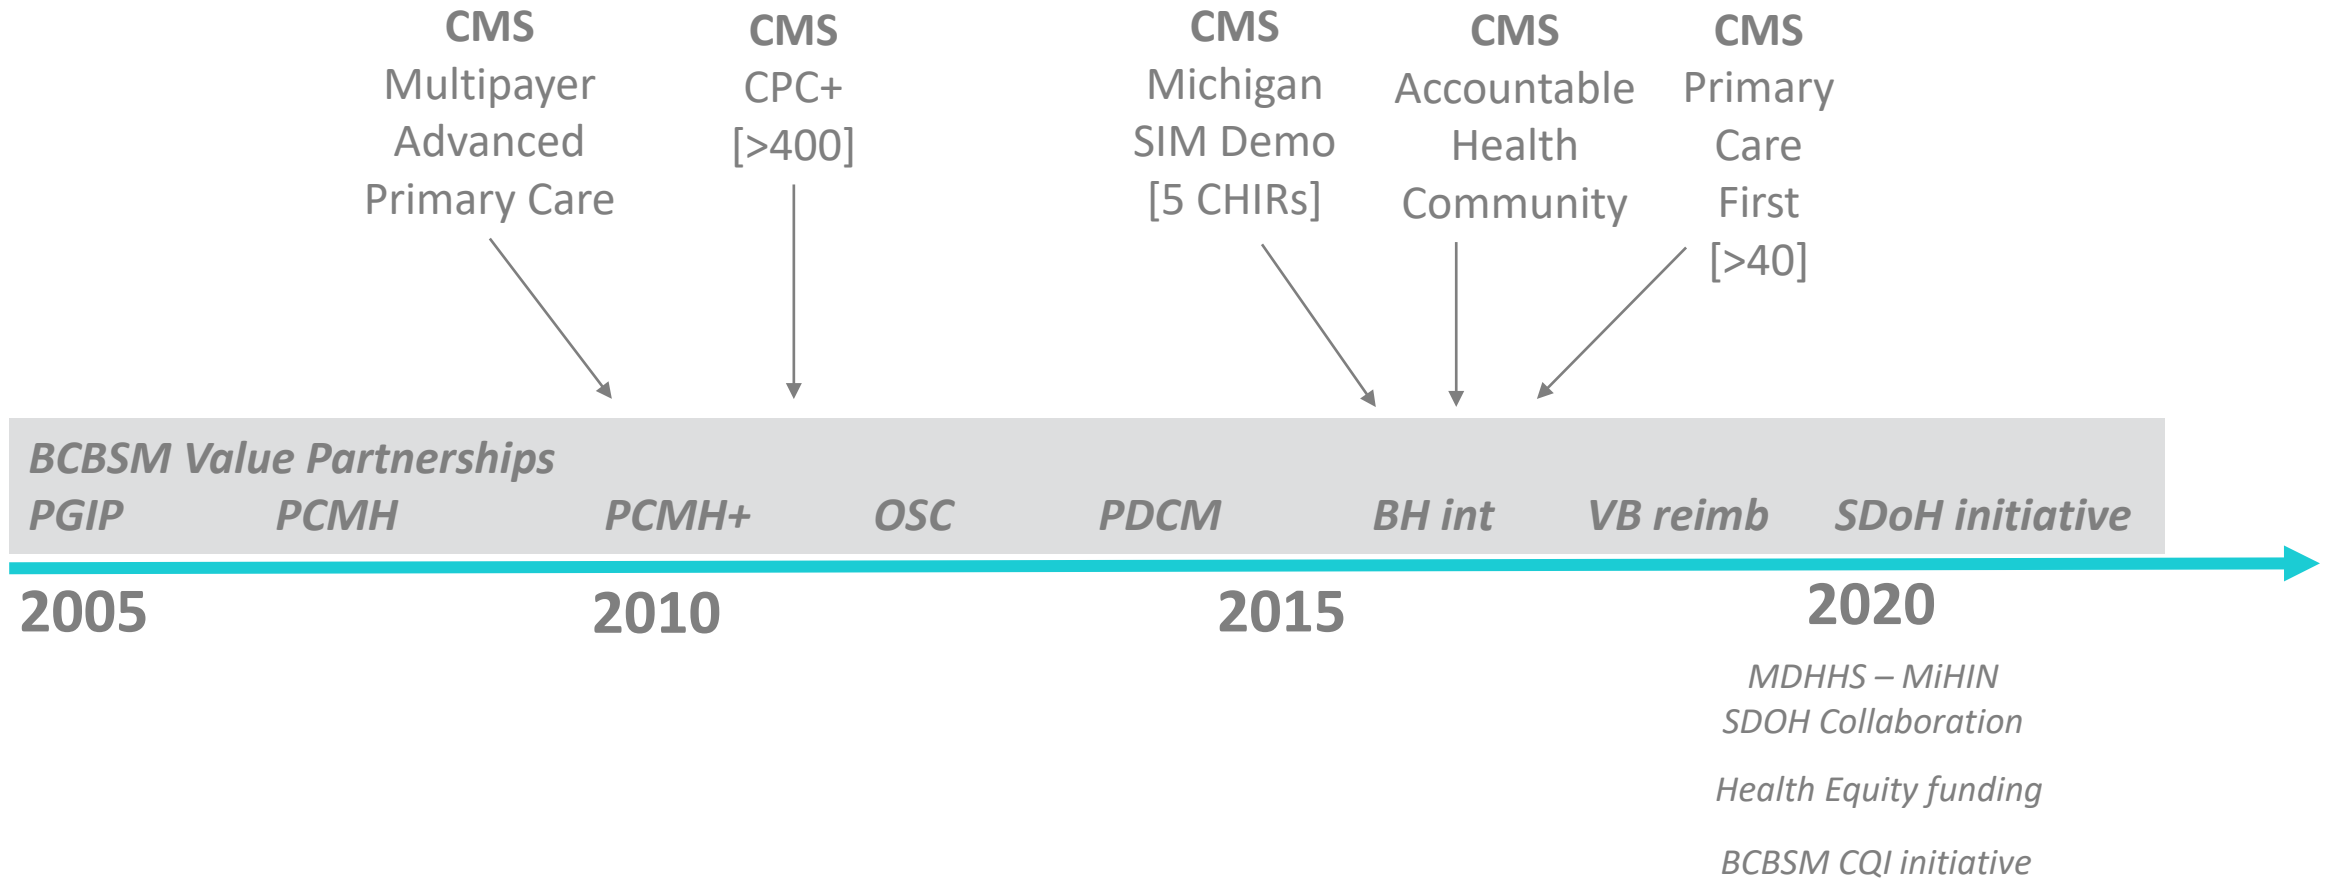 CMS
Multipayer
Advanced
Primary Care
CMS
CPC+
[>400]
CMS
Michigan
SIM Demo
[5 CHIRs]
CMS
Accountable
Health
Community
CMS
Primary
Care
First
[>40]
BCBSM Value Partnerships
PGIP PCMH PCMH+ OSC PDCM BH int VB reimb SDoH initiative
2005 2010 2015 2020
MDHHS – MiHIN
SDOH Collaboration
Health Equity funding
BCBSM CQI initiative